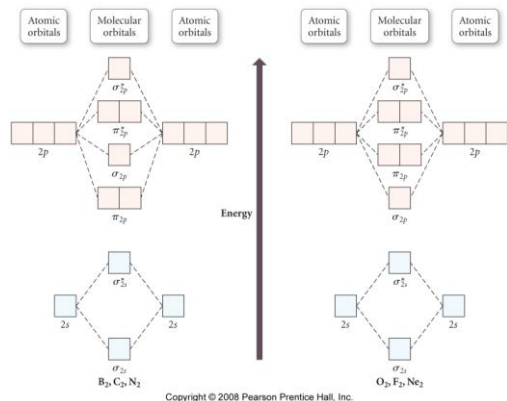 Atomic orbitals
Molecular orbitals
Atomic orbitals
σ*2p
π*2p
2p
2p
σ2p
π2p
σ*2s
2s
2s
σ2s
B2, C2, N2
Energy
Atomic orbitals
Molecular orbitals
Atomic orbitals
σ*2p
π*2p
2p
2p
π2p
σ2p
σ*2s
2s
2s
σ2s
O2, F2, Ne2
Copyright © 2008 Pearson Prentice Hall, Inc.